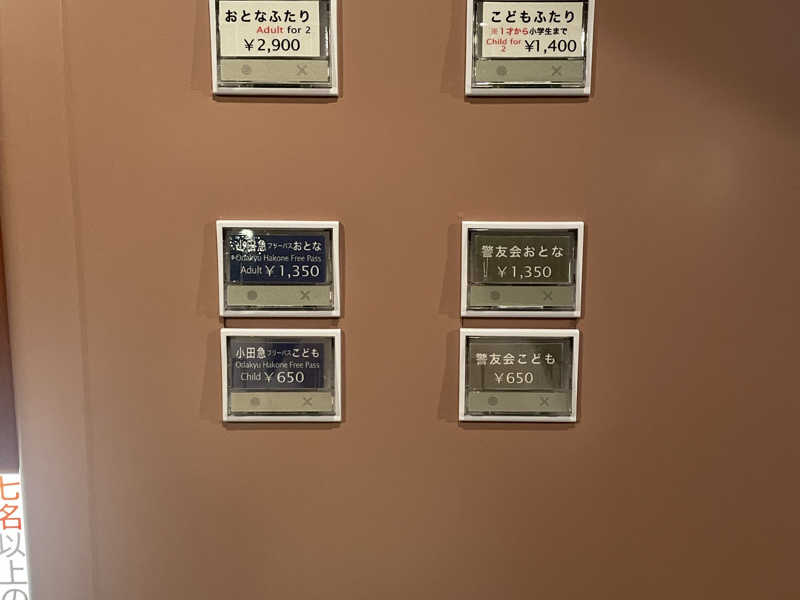 おとなふたり
Adult for 2
¥2,900
こどもふたり
※1才から小学生まで
Child for 2
¥1,400
小田急フリーパスおとな
Odakyu Hakone Free Pass
Adult ¥1,350
警友会おとな
¥1,350
小田急フリーパスこども
Odakyu Hakone Free Pass
Child ¥650
警友会こども
¥650
七名以上の